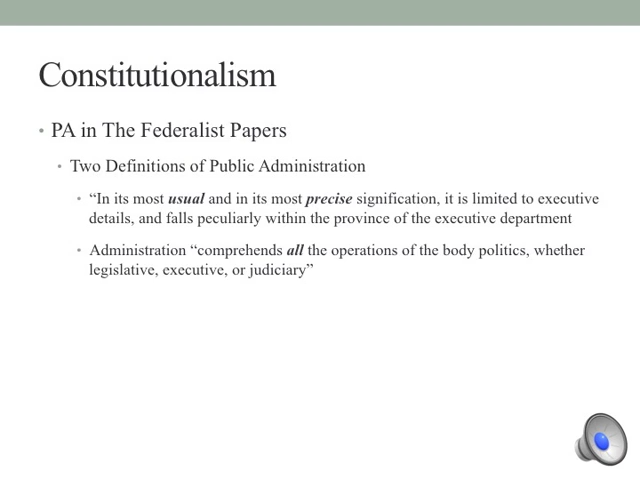 Constitutionalism
• PA in The Federalist Papers
• Two Definitions of Public Administration
• “In its most usual and in its most precise signification, it is limited to executive
details, and falls peculiarly within the province of the executive department
• Administration “comprehends all the operations of the body politics, whether
legislative, executive, or judiciary”